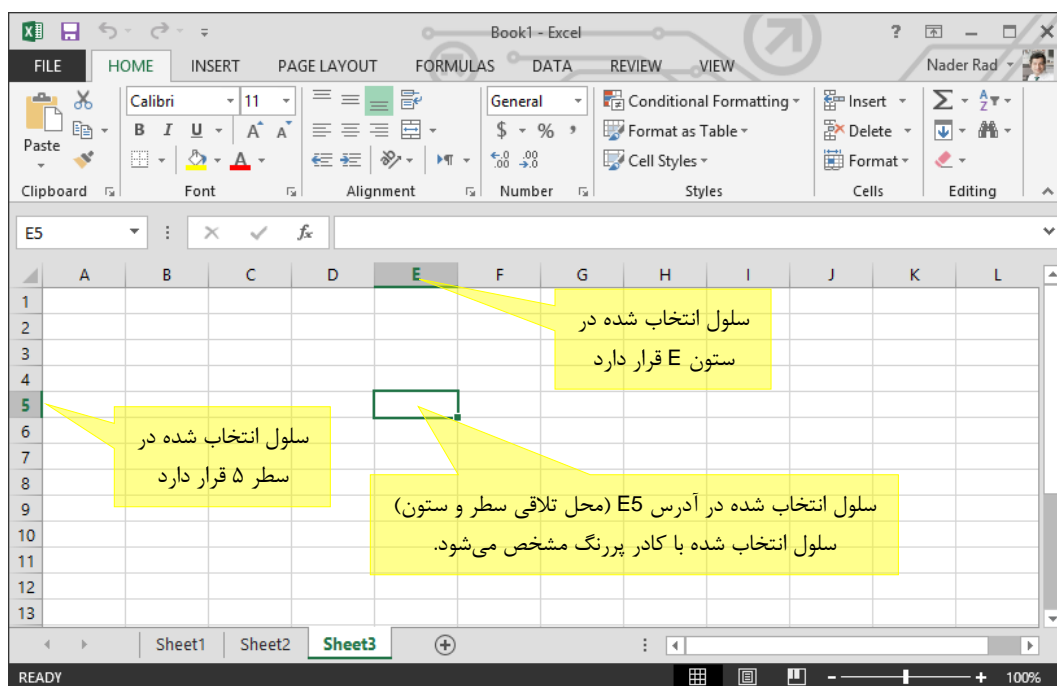 Book1 - Excel
FILE HOME INSERT PAGE LAYOUT FORMULAS DATA REVIEW VIEW Nader Rad
Calibri 11 General Conditional Formatting Insert
B I U A A $ % , Format as Table Delete
Paste A Cell Styles Format
Clipboard Font Alignment Number Styles Cells Editing
E5 fx
A B C D E F G H I J K L
1
سلول انتخاب شده در
2
3
ستون E قرار دارد
4
5
6
سلول انتخاب شده در
7
8
سطر ۵ قرار دارد
9
سلول انتخاب شده در آدرس E5 (محل تلاقی سطر و ستون)
10
سلول انتخاب شده با کادر پررنگ مشخص می‌شود.
11
12
13
Sheet1 Sheet2 Sheet3
READY 100%